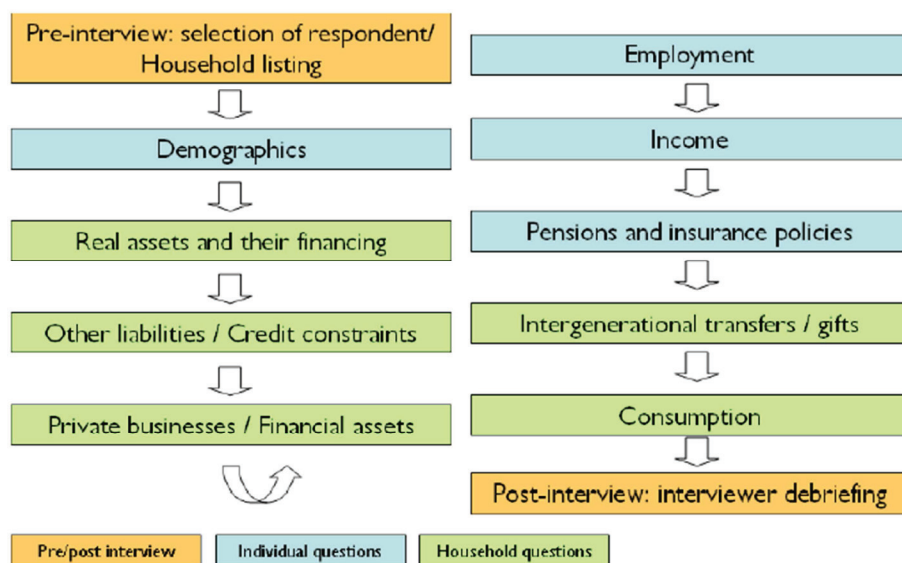 Pre-interview: selection of respondent/
Household listing
Demographics
Real assets and their financing
Other liabilities / Credit constraints
Private businesses / Financial assets
Employment
Income
Pensions and insurance policies
Intergenerational transfers / gifts
Consumption
Post-interview: interviewer debriefing
Pre/post interview
Individual questions
Household questions